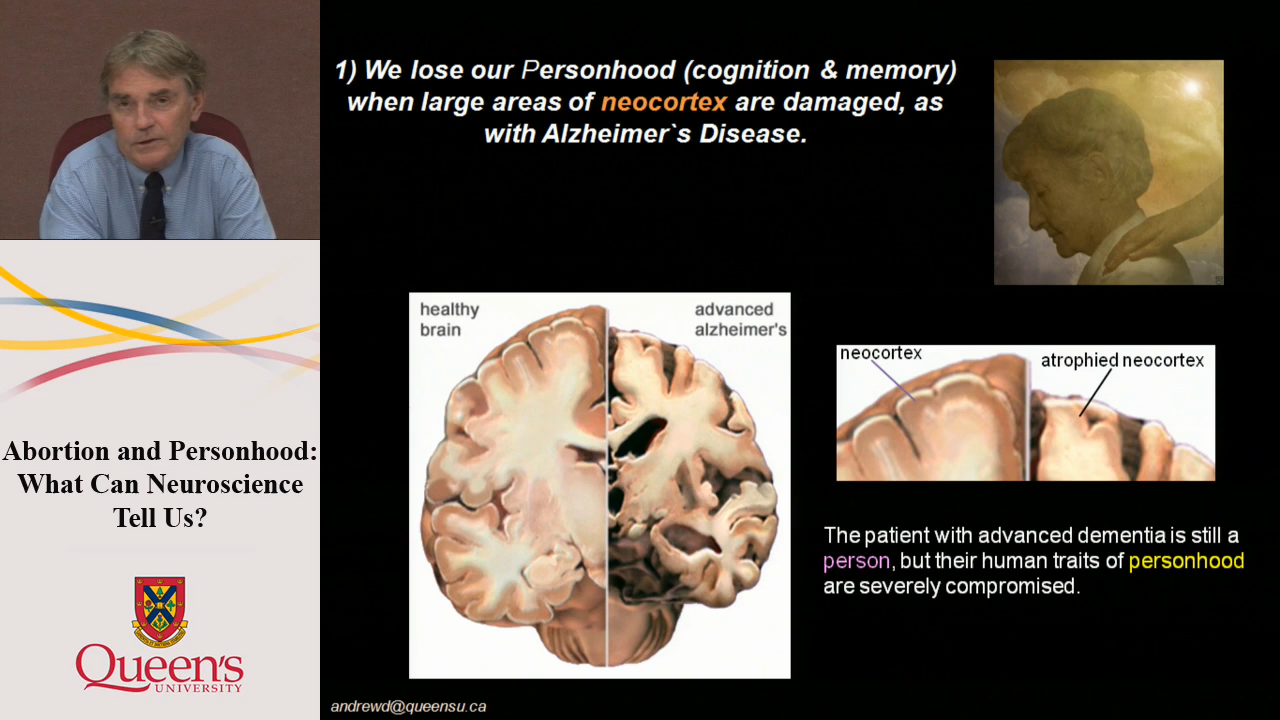 1) We lose our Personhood (cognition & memory)
when large areas of neocortex are damaged, as
with Alzheimer`s Disease.
healthy
brain
advanced
alzheimer's
neocortex
atrophied neocortex
The patient with advanced dementia is still a
person, but their human traits of personhood
are severely compromised.
andrewd@queensu.ca
Abortion and Personhood:
What Can Neuroscience
Tell Us?
Queen's
UNIVERSITY